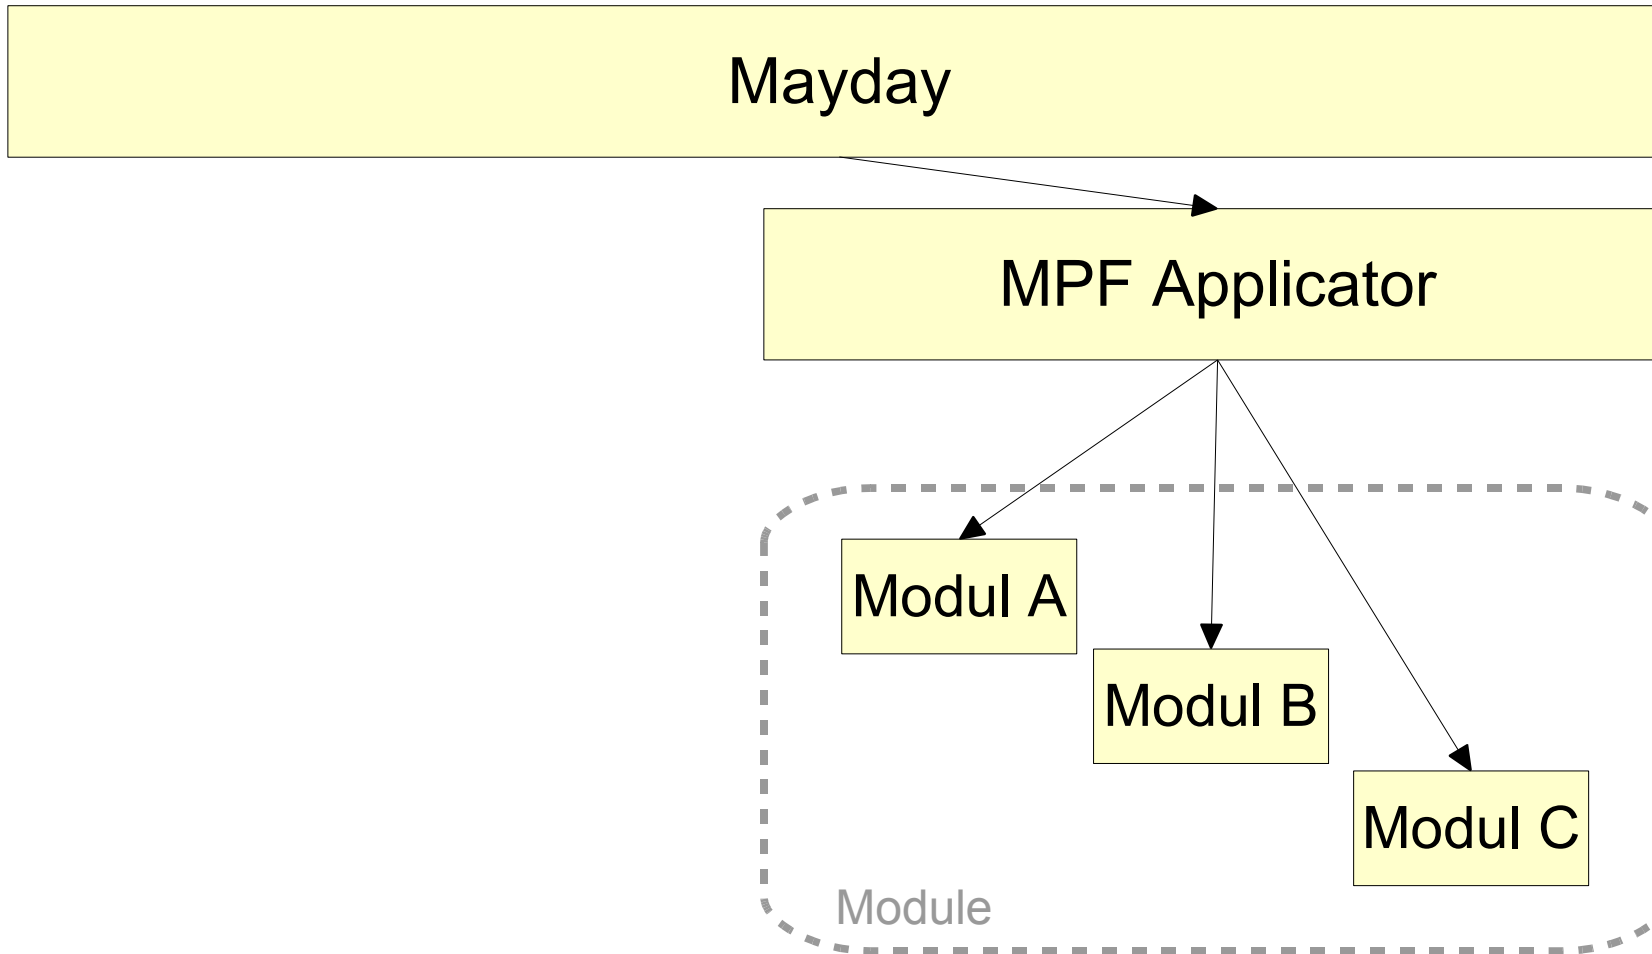 Mayday
MPF Applicator
Modul A
Modul B
Modul C
Module